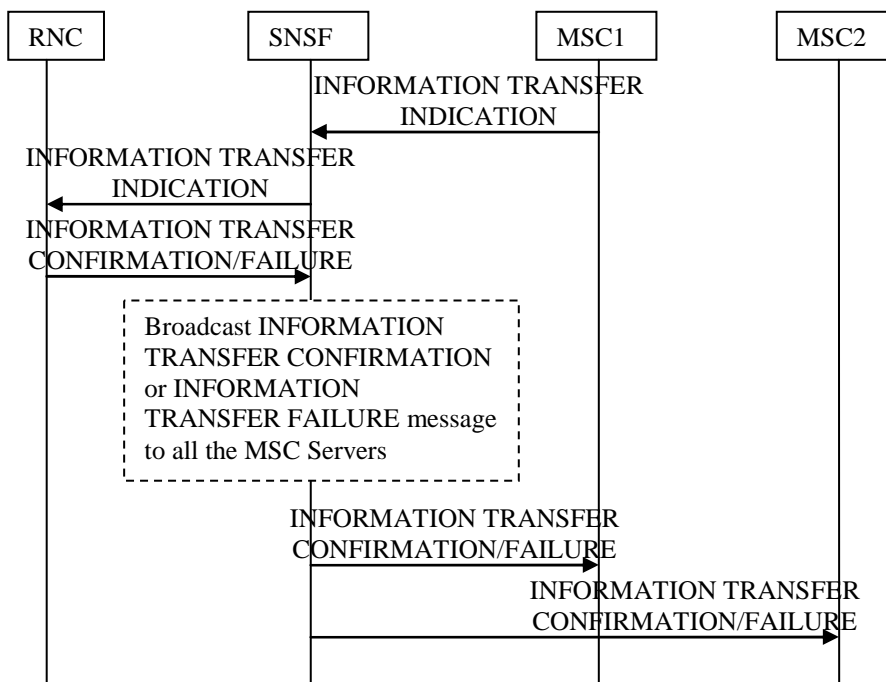 RNC
SNSF
MSC1
MSC2
INFORMATION TRANSFER
INDICATION
INFORMATION TRANSFER
INDICATION
INFORMATION TRANSFER
CONFIRMATION/FAILURE
Broadcast INFORMATION
TRANSFER CONFIRMATION
or INFORMATION
TRANSFER FAILURE message
to all the MSC Servers
INFORMATION TRANSFER
CONFIRMATION/FAILURE
INFORMATION TRANSFER
CONFIRMATION/FAILURE